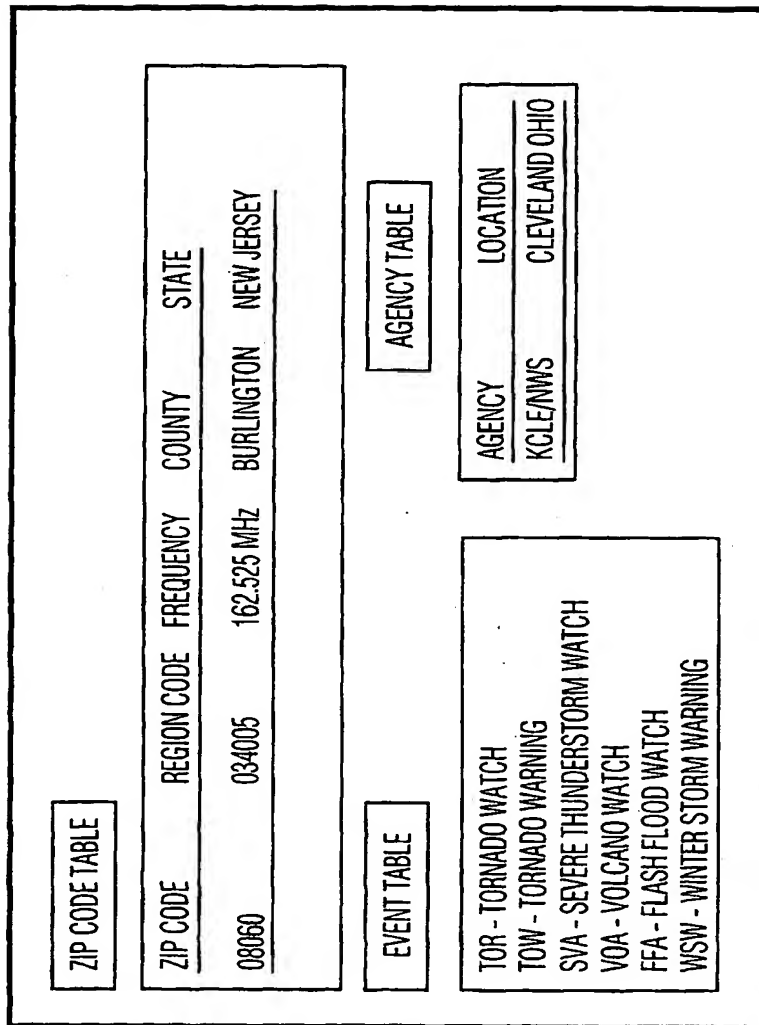 ZIP CODE TABLE
ZIP CODE REGION CODE FREQUENCY COUNTY STATE
08060 034005 162.525 MHz BURLINGTON NEW JERSEY
EVENT TABLE
TOR - TORNADO WATCH
TOW - TORNADO WARNING
SVA - SEVERE THUNDERSTORM WATCH
VOA - VOLCANO WATCH
FFA - FLASH FLOOD WATCH
WSW - WINTER STORM WARNING
AGENCY TABLE
AGENCY LOCATION
KCLE/NWS CLEVELAND OHIO